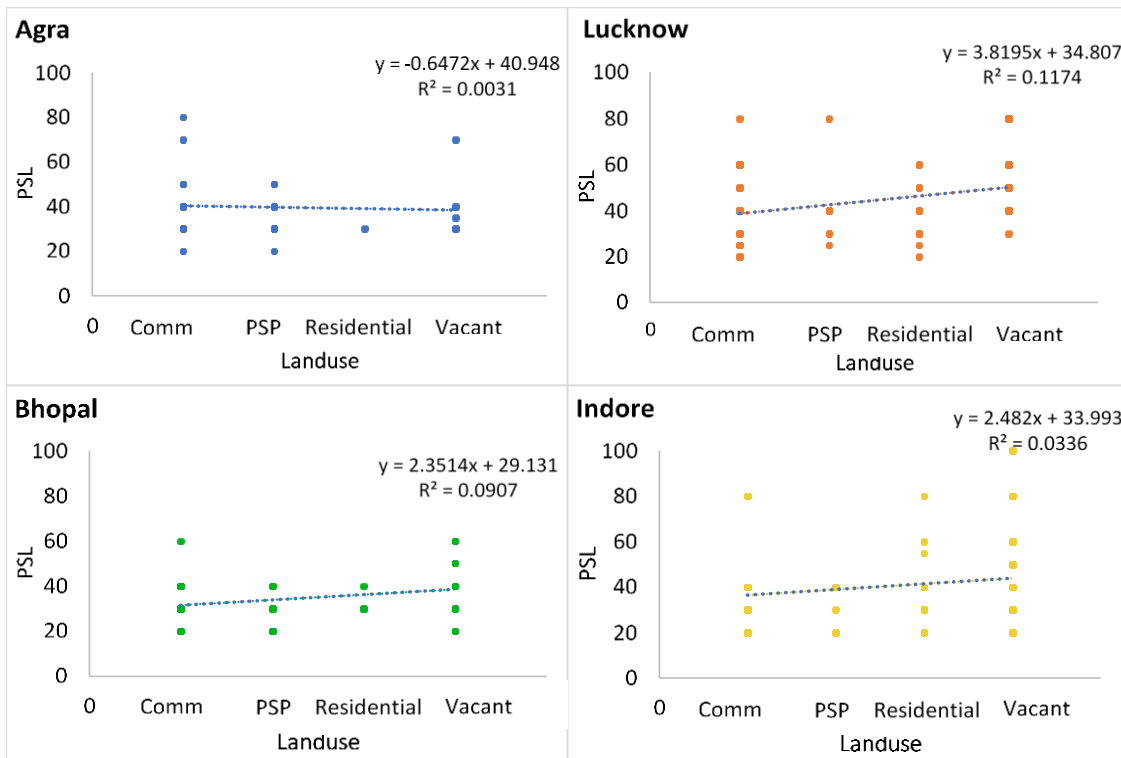 Agra
y = -0.6472x + 40.948
R² = 0.0031
100
80
60
40
20
0
PSL
0 Comm PSP Residential Vacant
Landuse
Lucknow
y = 3.8195x + 34.807
R² = 0.1174
100
80
60
40
20
0
PSL
0 Comm PSP Residential Vacant
Landuse
Bhopal
y = 2.3514x + 29.131
R² = 0.0907
100
80
60
40
20
0
PSL
0 Comm PSP Residential Vacant
Landuse
Indore
y = 2.482x + 33.993
R² = 0.0336
100
80
60
40
20
0
PSL
0 Comm PSP Residential Vacant
Landuse